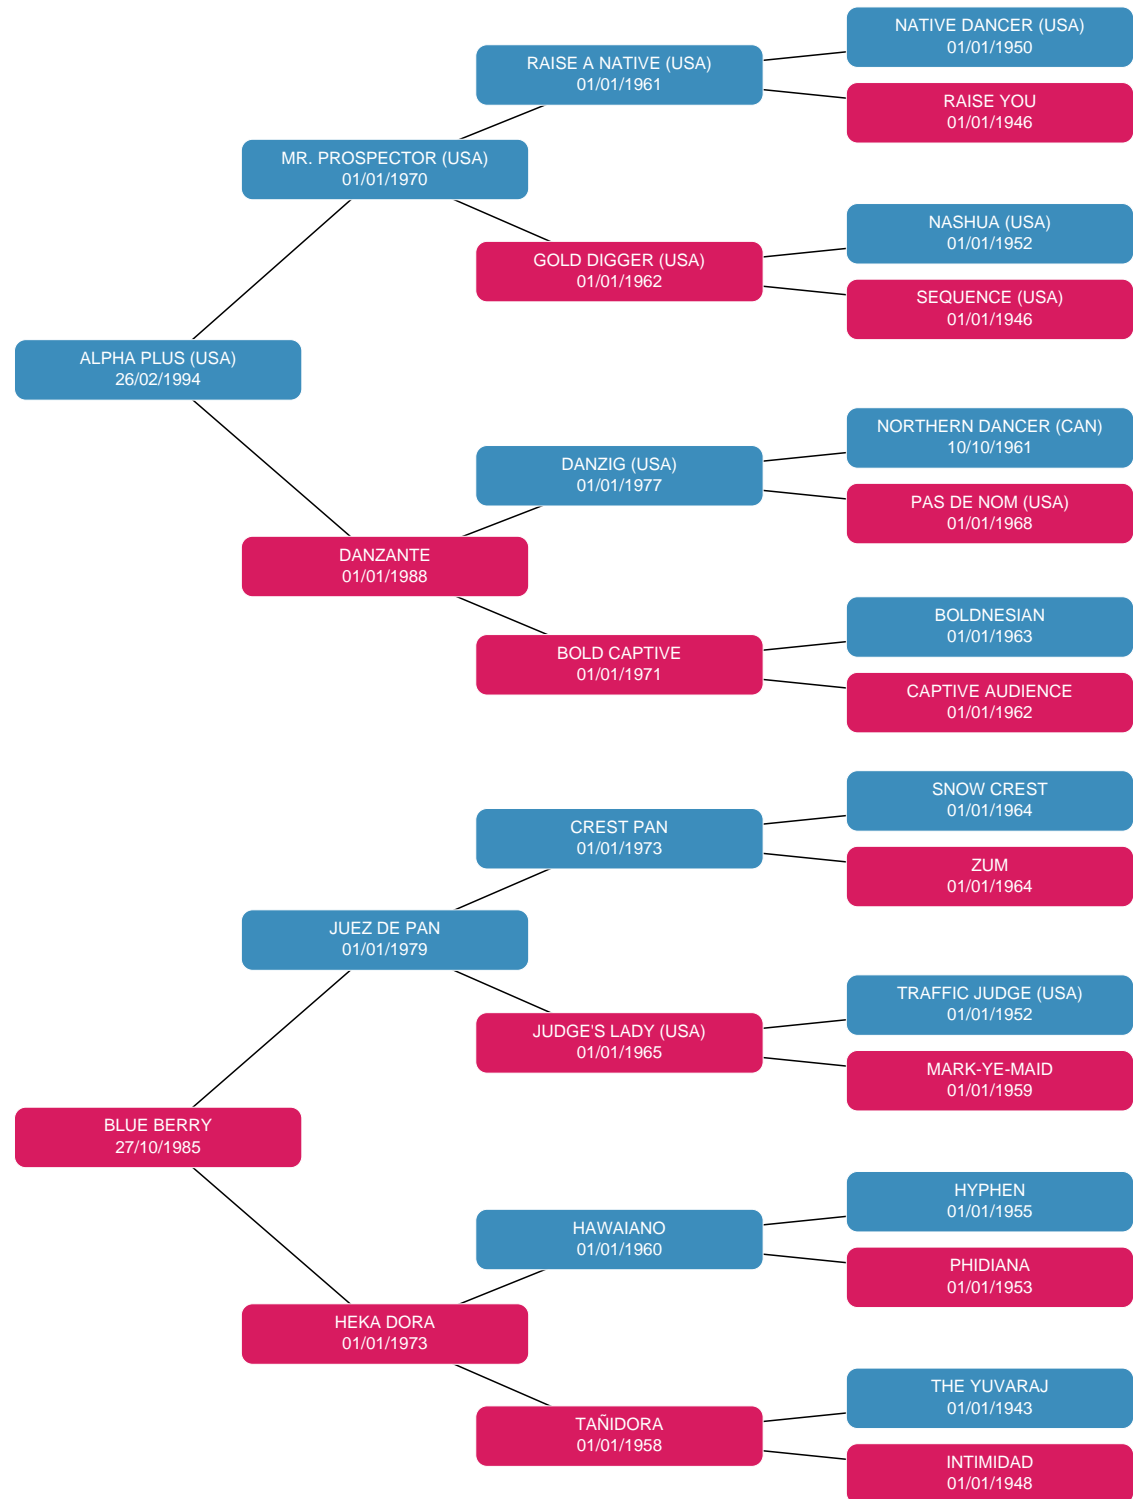 NATIVE DANCER (USA)
01/01/1950
RAISE A NATIVE (USA)
01/01/1961
RAISE YOU
01/01/1946
MR. PROSPECTOR (USA)
01/01/1970
NASHUA (USA)
01/01/1952
GOLD DIGGER (USA)
01/01/1962
SEQUENCE (USA)
01/01/1946
ALPHA PLUS (USA)
26/02/1994
NORTHERN DANCER (CAN)
10/10/1961
DANZIG (USA)
01/01/1977
PAS DE NOM (USA)
01/01/1968
DANZANTE
01/01/1988
BOLDNESIAN
01/01/1963
BOLD CAPTIVE
01/01/1971
CAPTIVE AUDIENCE
01/01/1962
SNOW CREST
01/01/1964
CREST PAN
01/01/1973
ZUM
01/01/1964
JUEZ DE PAN
01/01/1979
TRAFFIC JUDGE (USA)
01/01/1952
JUDGE'S LADY (USA)
01/01/1965
MARK-YE-MAID
01/01/1959
BLUE BERRY
27/10/1985
HYPHEN
01/01/1955
HAWAIANO
01/01/1960
PHIDIANA
01/01/1953
HEKA DORA
01/01/1973
THE YUVARAJ
01/01/1943
TAÑIDORA
01/01/1958
INTIMIDAD
01/01/1948